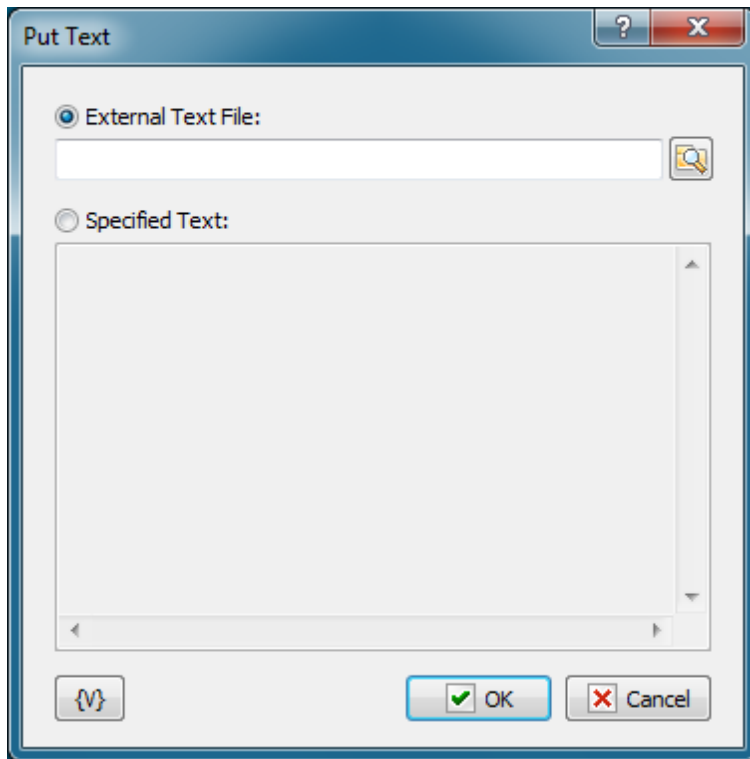 Put Text
?
External Text File:
Specified Text:
{V}
OK
Cancel